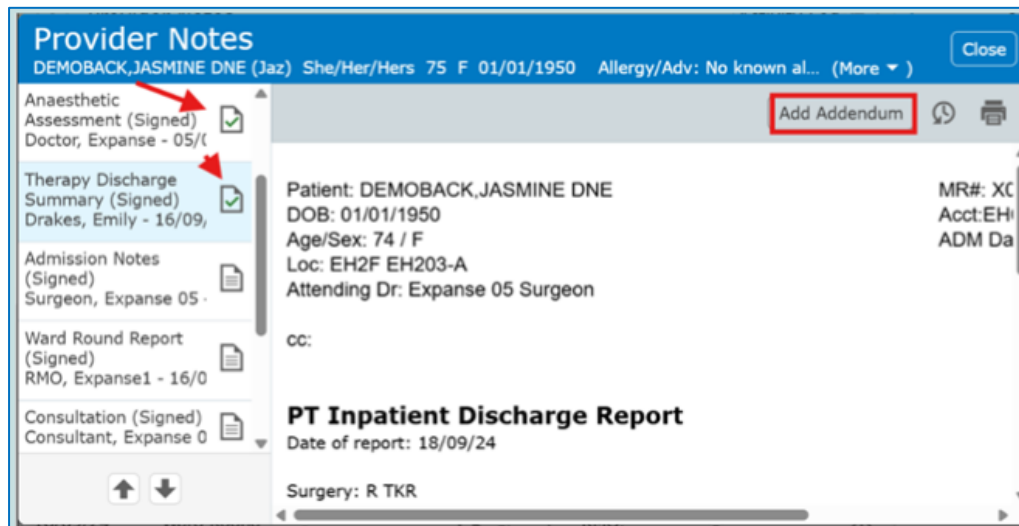 Provider Notes
DEMOBACK,JASMINE DNE (Jaz) She/Her/Hers 75 F 01/01/1950 Allergy/Adv: No known al... (More ▼ )
Close
Anaesthetic
Assessment (Signed)
Doctor, Expanse - 05/(
Therapy Discharge
Summary (Signed)
Drakes, Emily - 16/09,
Admission Notes
(Signed)
Surgeon, Expanse 05 -
Ward Round Report
(Signed)
RMO, Expanse1 - 16/0
Consultation (Signed)
Consultant, Expanse 0
Add Addendum
Patient: DEMOBACK,JASMINE DNE
DOB: 01/01/1950
Age/Sex: 74 / F
Loc: EH2F EH203-A
Attending Dr: Expanse 05 Surgeon
MR#: XC
Acct:EH
ADM Da
cc:
PT Inpatient Discharge Report
Date of report: 18/09/24
Surgery: R TKR